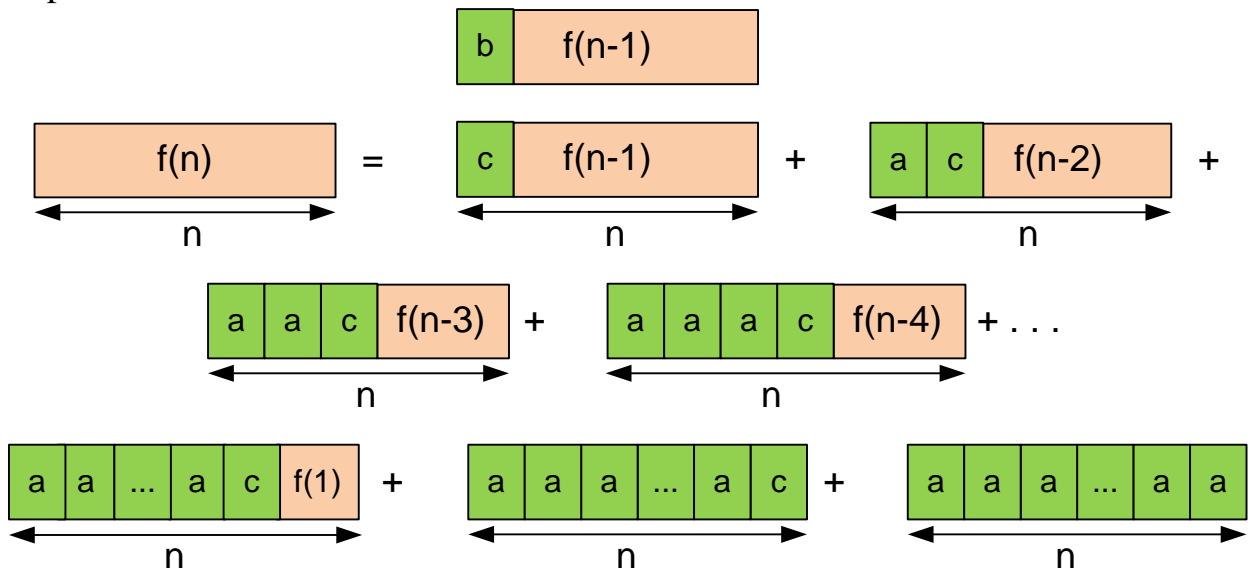 b f(n-1)
f(n) = c f(n-1) + a c f(n-2) +
n n n
a a c f(n-3) + a a a c f(n-4) + . . .
n n
a a ... a c f(1) + a a a ... a c + a a a ... a a
n n n